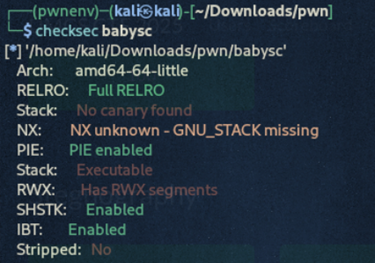 (pwnenv)─(kali㉿kali)-[~/Downloads/pwn]
$ checksec babysc
[*] '/home/kali/Downloads/pwn/babysc'
Arch: amd64-64-little
RELRO: Full RELRO
Stack: No canary found
NX: NX unknown - GNU_STACK missing
PIE: PIE enabled
Stack: Executable
RWX: Has RWX segments
SHSTK: Enabled
IBT: Enabled
Stripped: No